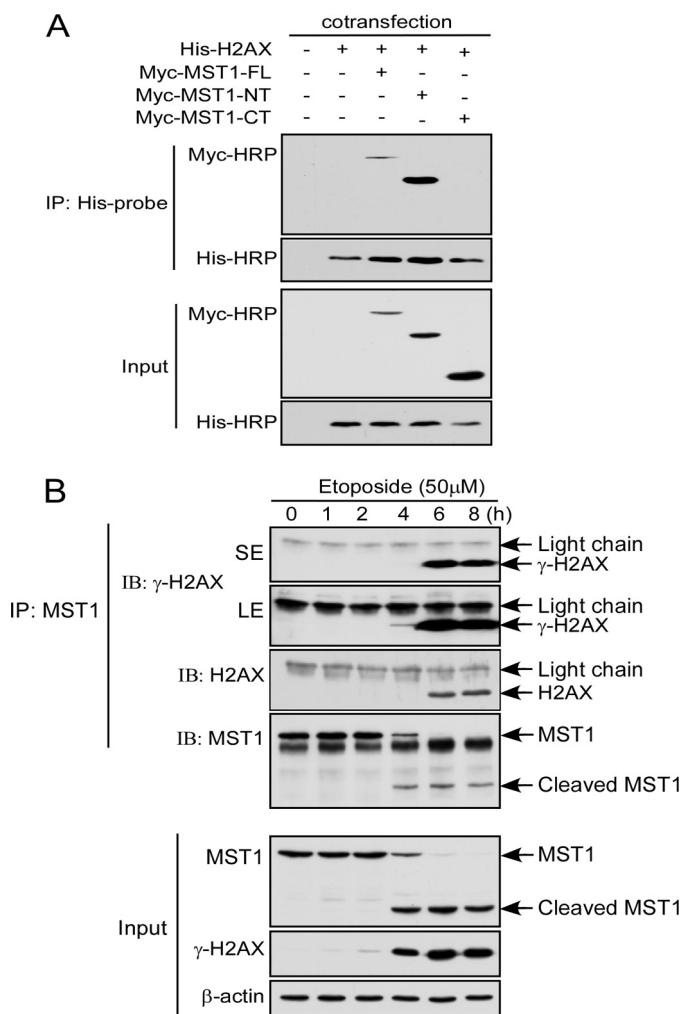 A
cotransfection
His-H2AX - + + + +
Myc-MST1-FL - - + - -
Myc-MST1-NT - - - + -
Myc-MST1-CT - - - - +
IP: His-probe
Myc-HRP
His-HRP
Input
Myc-HRP
His-HRP
B
Etoposide (50μM)
0 1 2 4 6 8 (h)
IP: MST1
IB: γ-H2AX
SE
Light chain
γ-H2AX
LE
Light chain
γ-H2AX
IB: H2AX
Light chain
H2AX
IB: MST1
MST1
Cleaved MST1
Input
MST1
MST1
Cleaved MST1
γ-H2AX
β-actin